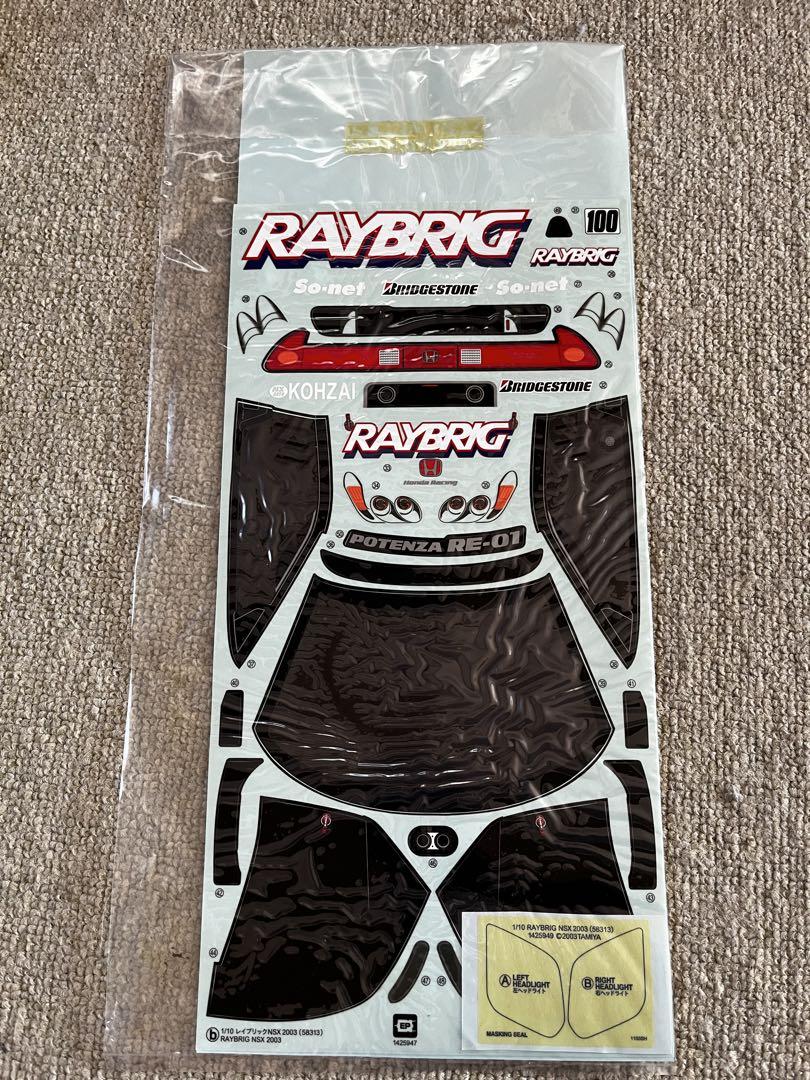 RAYBRIG
100
RAYBRIG
So-net BRIDGESTONE So-net
KOHZAI BRIDGESTONE
RAYBRIG
Honda Racing
POTENZA RE-01
1/10 RAYBRIG NSX 2003 (58313)
1425949 ©2003TAMIYA
A LEFT HEADLIGHT 左ヘッドライト
B RIGHT HEADLIGHT 右ヘッドライト
MASKING SEAL
b 1/10 レイブリックNSX 2003 (58313)
RAYBRIG NSX 2003
EP
1425947